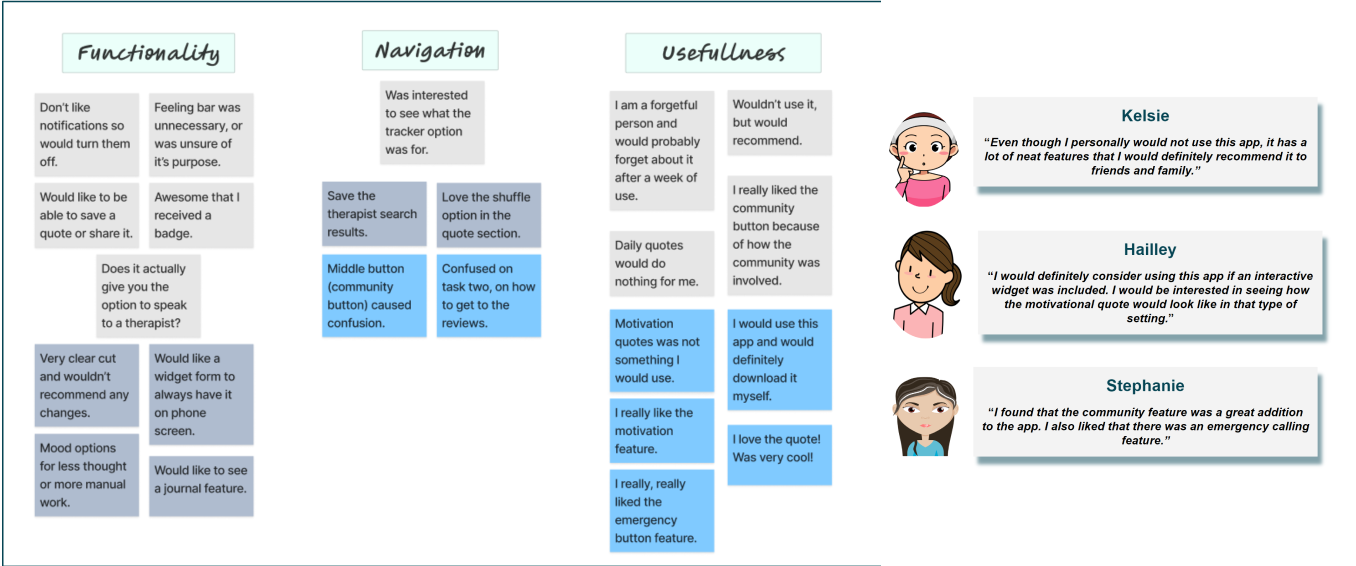 Functionality
Don't like
notifications so
would turn them
off.
Feeling bar was
unnecessary, or
was unsure of
it's purpose.
Would like to be
able to save a
quote or share it.
Awesome that I
received a
badge.
Does it actually
give you the
option to speak
to a therapist?
Very clear cut
and wouldn't
recommend any
changes.
Would like a
widget form to
always have it
on phone
screen.
Mood options
for less thought
or more manual
work.
Would like to see
a journal feature.
Navigation
Was interested
to see what the
tracker option
was for.
Save the
therapist search
results.
Love the shuffle
option in the
quote section.
Middle button
(community
button) caused
confusion.
Confused on
task two, on how
to get to the
reviews.
Usefullness
I am a forgetful
person and
would probably
forget about it
after a week of
use.
Wouldn't use it,
but would
recommend.
Daily quotes
would do
nothing for me.
I really liked the
community
button because
of how the
community was
involved.
Motivation
quotes was not
something I
would use.
I would use this
app and would
definitely
download it
myself.
I really like the
motivation
feature.
I love the quote!
Was very cool!
I really, really
liked the
emergency
button feature.
Kelsie
“Even though I personally would not use this app, it has a
lot of neat features that I would definitely recommend it to
friends and family.”
Hailley
“I would definitely consider using this app if an interactive
widget was included. I would be interested in seeing how
the motivational quote would look like in that type of
setting.”
Stephanie
“I found that the community feature was a great addition
to the app. I also liked that there was an emergency calling
feature.”